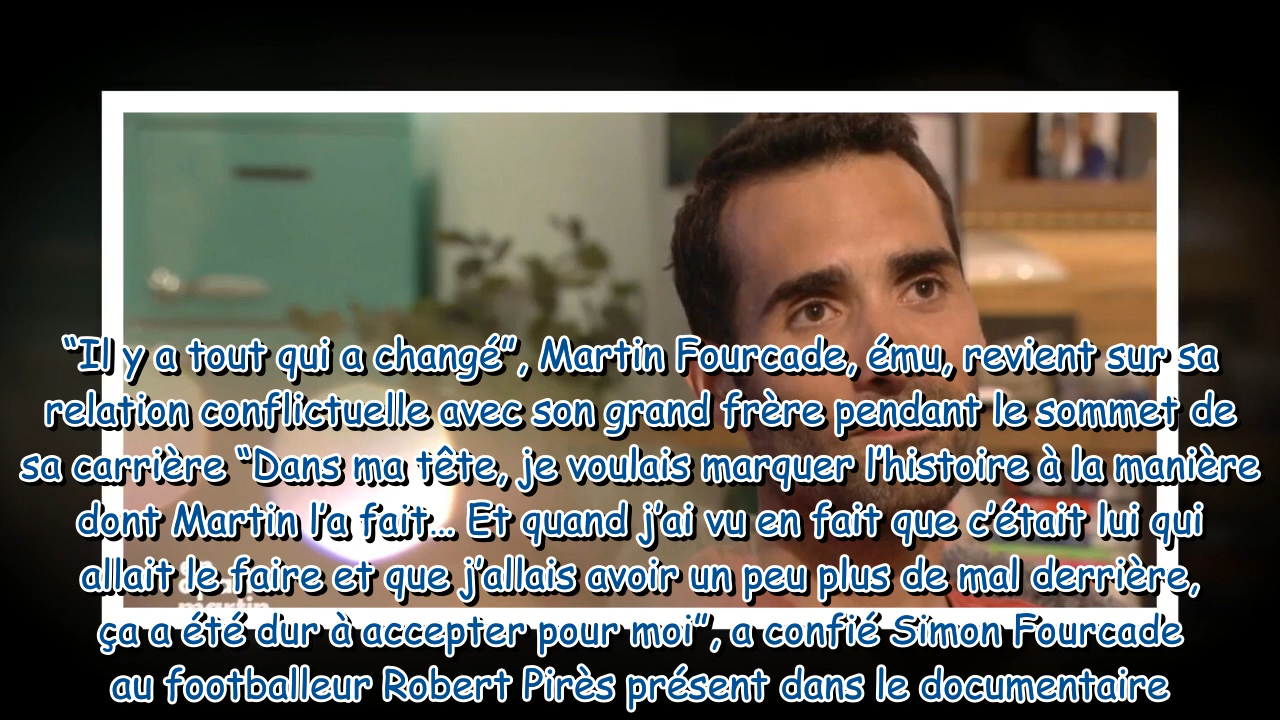 “Il y a tout qui a changé”, Martin Fourcade, ému, revient sur sa
relation conflictuelle avec son grand frère pendant le sommet de
sa carrière “Dans ma tête, je voulais marquer l’histoire à la manière
dont Martin l’a fait… Et quand j’ai vu en fait que c’était lui qui
allait le faire et que j’allais avoir un peu plus de mal derrière,
ça a été dur à accepter pour moi”, a confié Simon Fourcade
au footballeur Robert Pirès présent dans le documentaire
martin